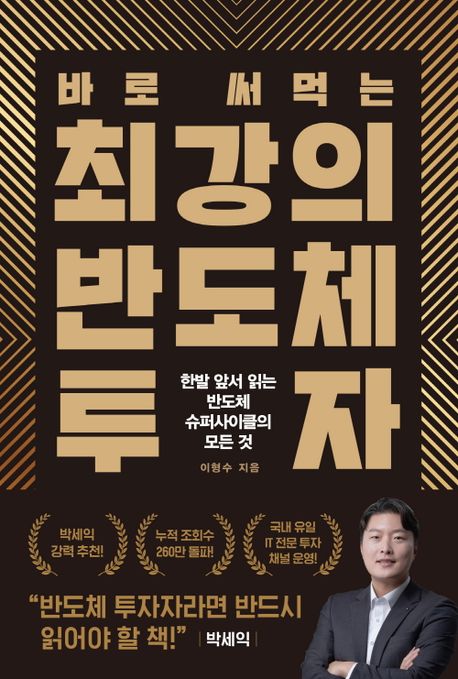 바로 써먹는
최강의
반도체
투자
한발 앞서 읽는
반도체
슈퍼사이클의
모든 것
이형수 지음
박세익
강력 추천!
누적 조회수
260만 돌파!
국내 유일
IT 전문 투자
채널 운영!
“반도체 투자자라면 반드시
읽어야 할 책!” | 박세익 |